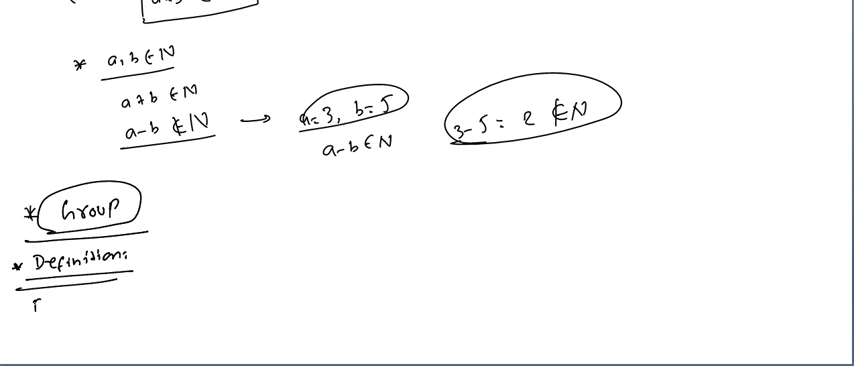 * a, b ∈ N
a + b ∈ N
a - b ∉ N → a = 3, b = 5 3 - 5 = 2 ∉ N
a - b ∈ N
* Group
* Definition: